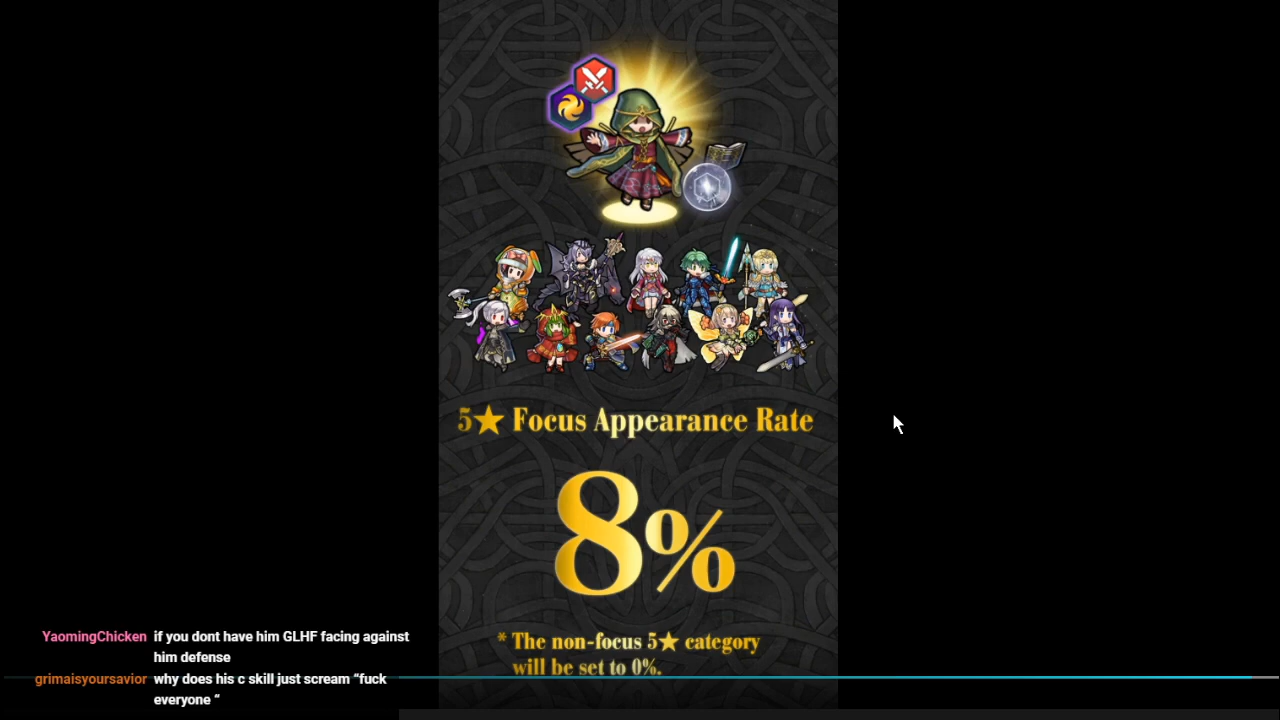 5★ Focus Appearance Rate
8%
* The non-focus 5★ category
will be set to 0%.
YaomingChicken if you dont have him GLHF facing against
him defense
grimaisyoursavior why does his c skill just scream “fuck
everyone “